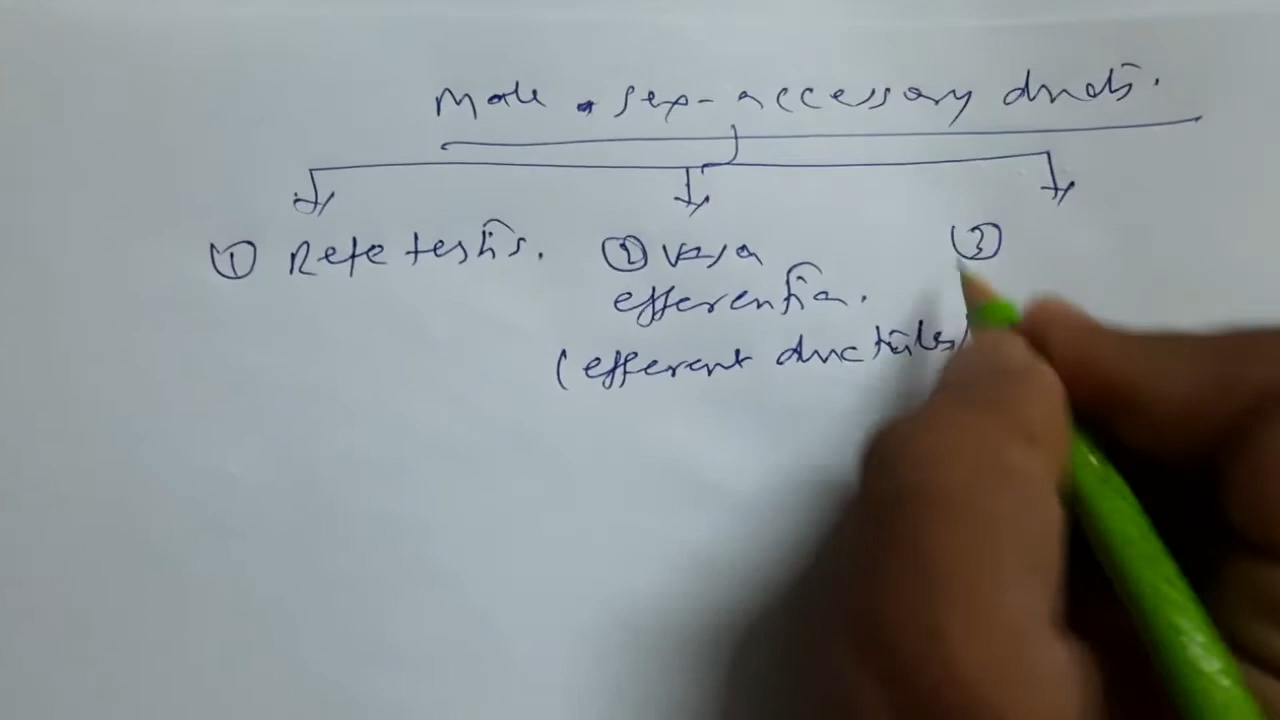 Male sex-accessory ducts.
① Rete testis.
② Vasa
efferentia.
(efferent ductules)
③